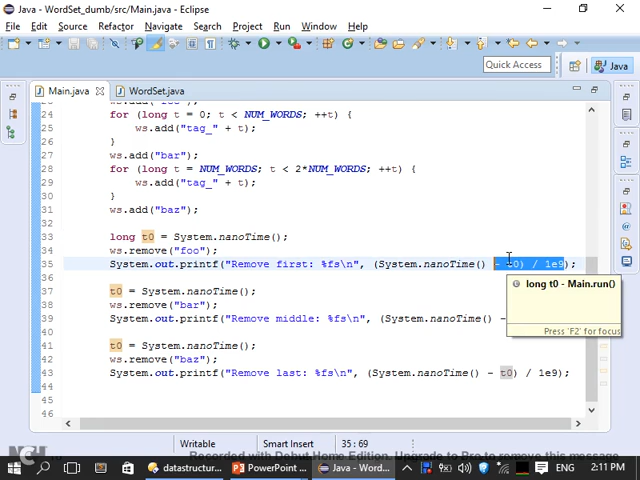 Java - WordSet_dumb/src/Main.java - Eclipse
File Edit Source Refactor Navigate Search Project Run Window Help
Quick Access
Java
Main.java
WordSet.java
24 for (long t = 0; t < NUM_WORDS; ++t) {
25 ws.add("tag_" + t);
26 }
27 ws.add("bar");
28 for (long t = NUM_WORDS; t < 2*NUM_WORDS; ++t) {
29 ws.add("tag_" + t);
30 }
31 ws.add("baz");
32
33 long t0 = System.nanoTime();
34 ws.remove("foo");
35 System.out.printf("Remove first: %fs\n", (System.nanoTime() - t0) / 1e9);
36
37 t0 = System.nanoTime();
38 ws.remove("bar");
39 System.out.printf("Remove middle: %fs\n", (System.nanoTime() -
40
41 t0 = System.nanoTime();
42 ws.remove("baz");
43 System.out.printf("Remove last: %fs\n", (System.nanoTime() - t0) / 1e9);
44
45
46
long t0 - Main.run()
Press 'F2' for focus
Writable
Smart Insert
35 : 69
NCH
Recorded with Debut Home Edition. Upgrade to Pro to remove this message
datastructur...
PowerPoint ...
Java - Word...
ENG
2:11 PM